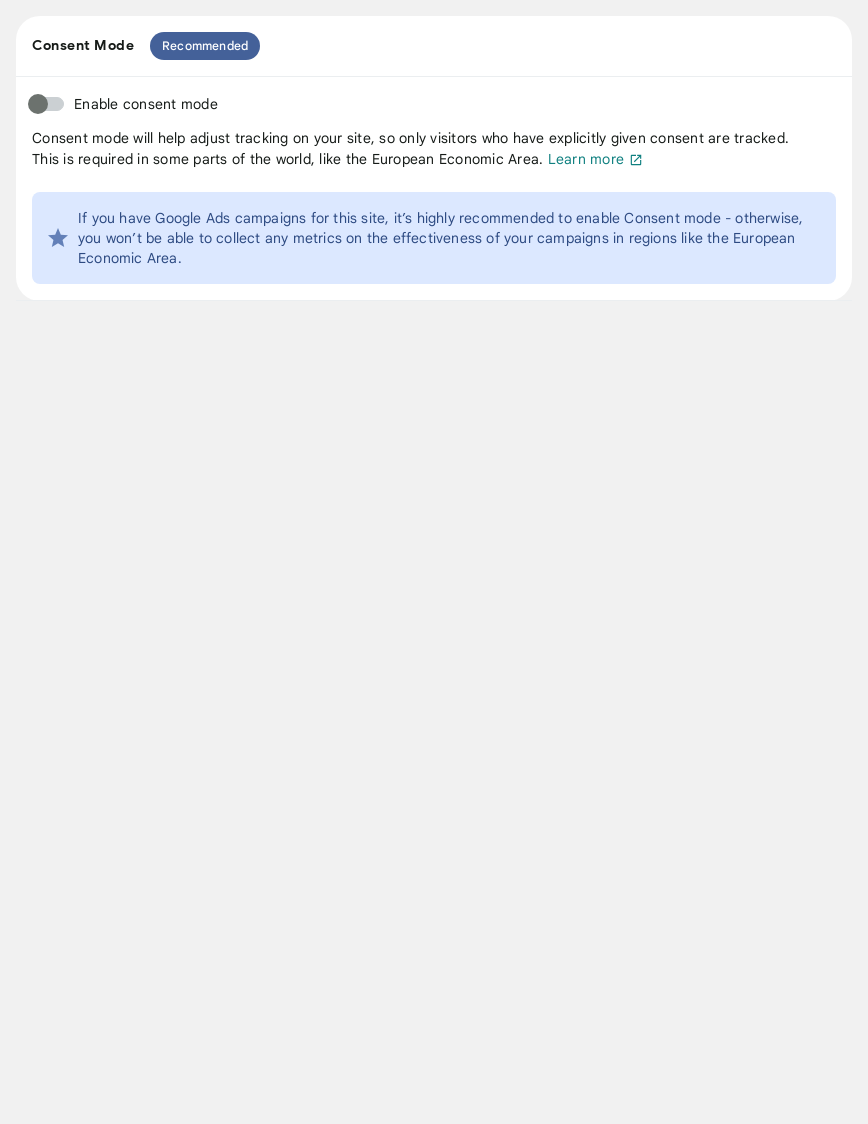 Consent Mode
Recommended
Enable consent mode
Consent mode will help adjust tracking on your site, so only visitors who have explicitly given consent are tracked.
This is required in some parts of the world, like the European Economic Area. Learn more
If you have Google Ads campaigns for this site, it’s highly recommended to enable Consent mode - otherwise,
you won’t be able to collect any metrics on the effectiveness of your campaigns in regions like the European
Economic Area.